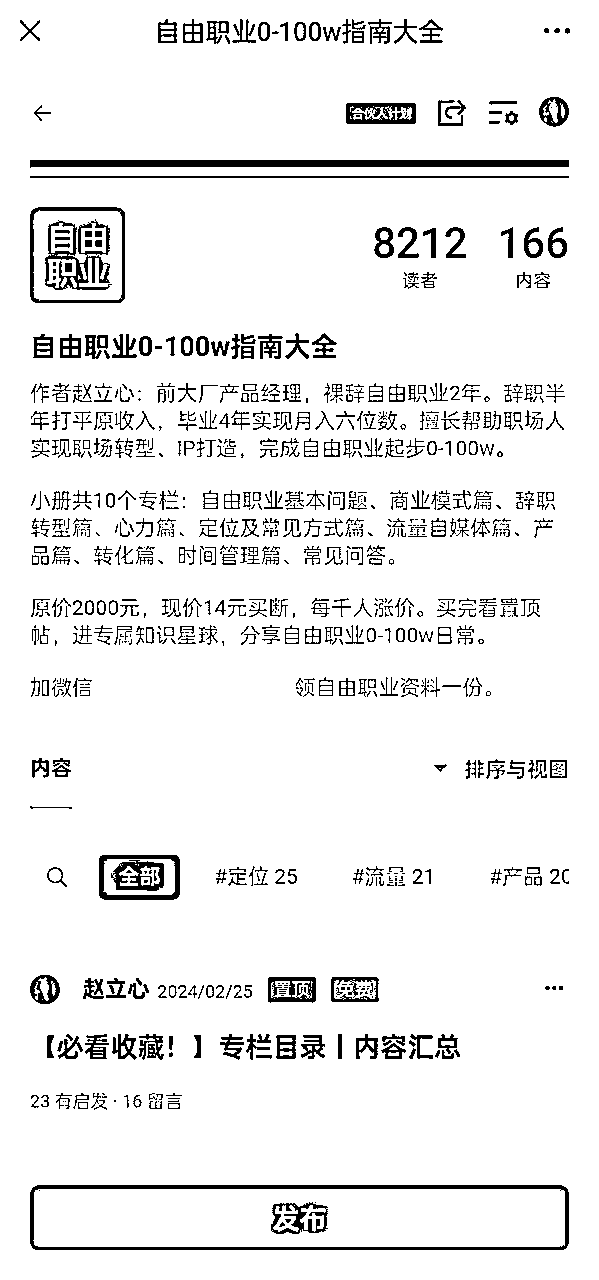 自由职业0-100w指南大全
合伙人计划
自由
职业
8212 166
读者 内容
自由职业0-100w指南大全
作者赵立心：前大厂产品经理，裸辞自由职业2年。辞职半
年打平原收入，毕业4年实现月入六位数。擅长帮助职场人
实现职场转型、IP打造，完成自由职业起步0-100w。
小册共10个专栏：自由职业基本问题、商业模式篇、辞职
转型篇、心力篇、定位及常见方式篇、流量自媒体篇、产
品篇、转化篇、时间管理篇、常见问答。
原价2000元，现价14元买断，每千人涨价。买完看置顶
帖，进专属知识星球，分享自由职业0-100w日常。
加微信 领自由职业资料一份。
内容 排序与视图
全部 #定位 25 #流量 21 #产品 20
赵立心 2024/02/25 置顶 免费
【必看收藏！】专栏目录丨内容汇总
23 有启发 · 16 留言
发布